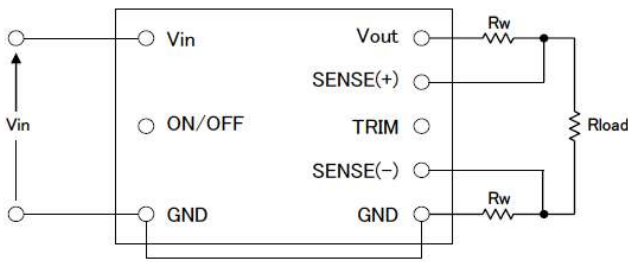 Vin
Vout
Rw
SENSE(+)
Vin
ON/OFF
TRIM
Rload
SENSE(-)
Rw
GND
GND